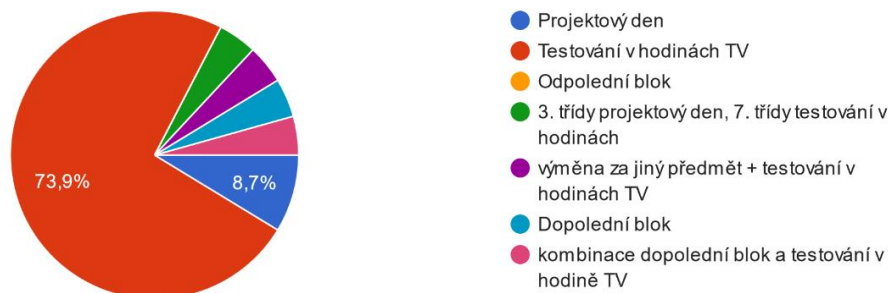 73,9%
8,7%
Projektový den
Testování v hodinách TV
Odpolední blok
3. třídy projektový den, 7. třídy testování v
hodinách
výměna za jiný předmět + testování v
hodinách TV
Dopolední blok
kombinace dopolední blok a testování v
hodině TV